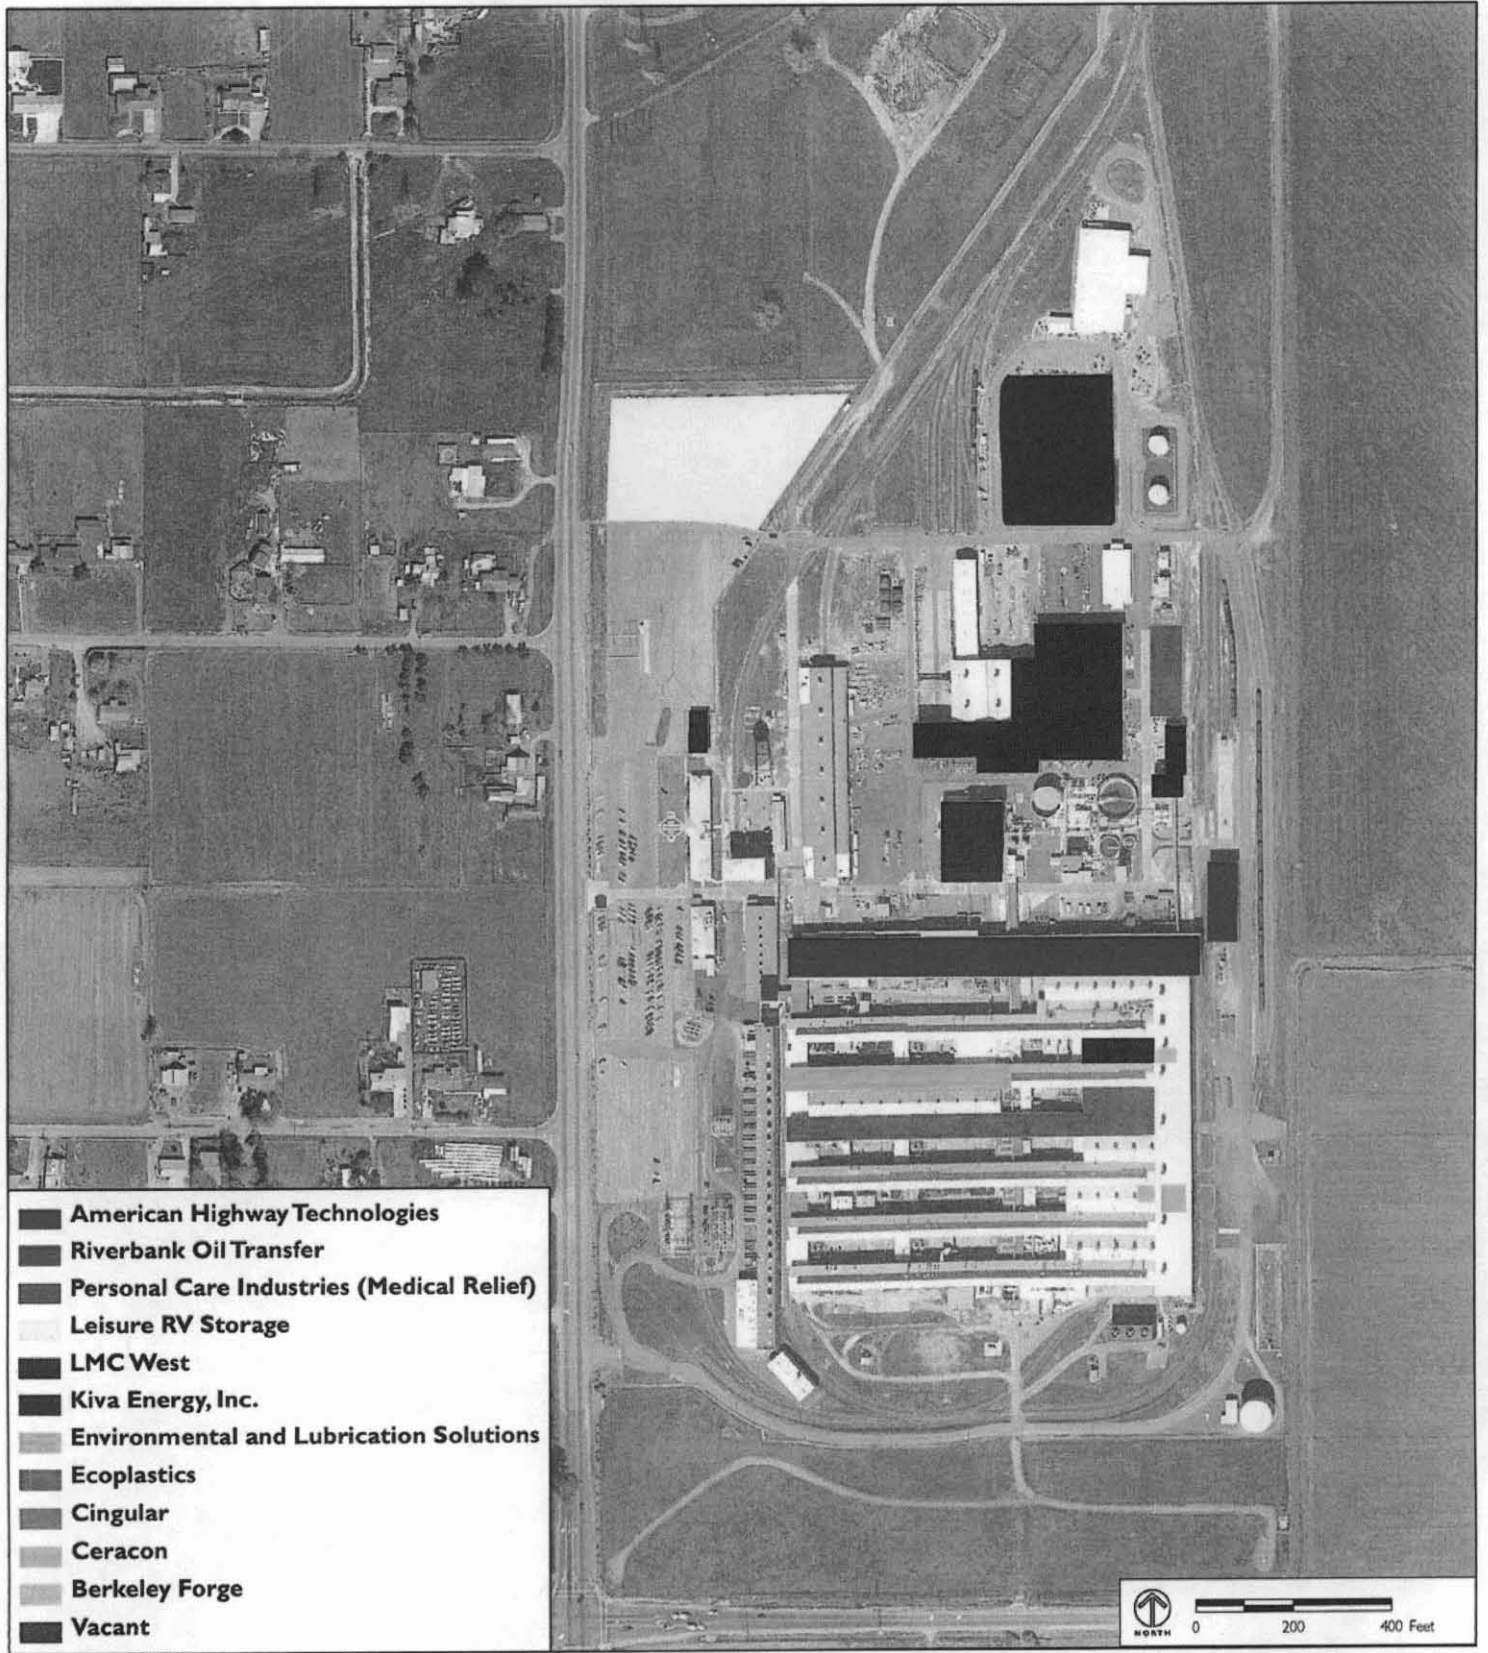 American Highway Technologies
Riverbank Oil Transfer
Personal Care Industries (Medical Relief)
Leisure RV Storage
LMC West
Kiva Energy, Inc.
Environmental and Lubrication Solutions
Ecoplastics
Cingular
Ceracon
Berkeley Forge
Vacant
NORTH
0 200 400 Feet